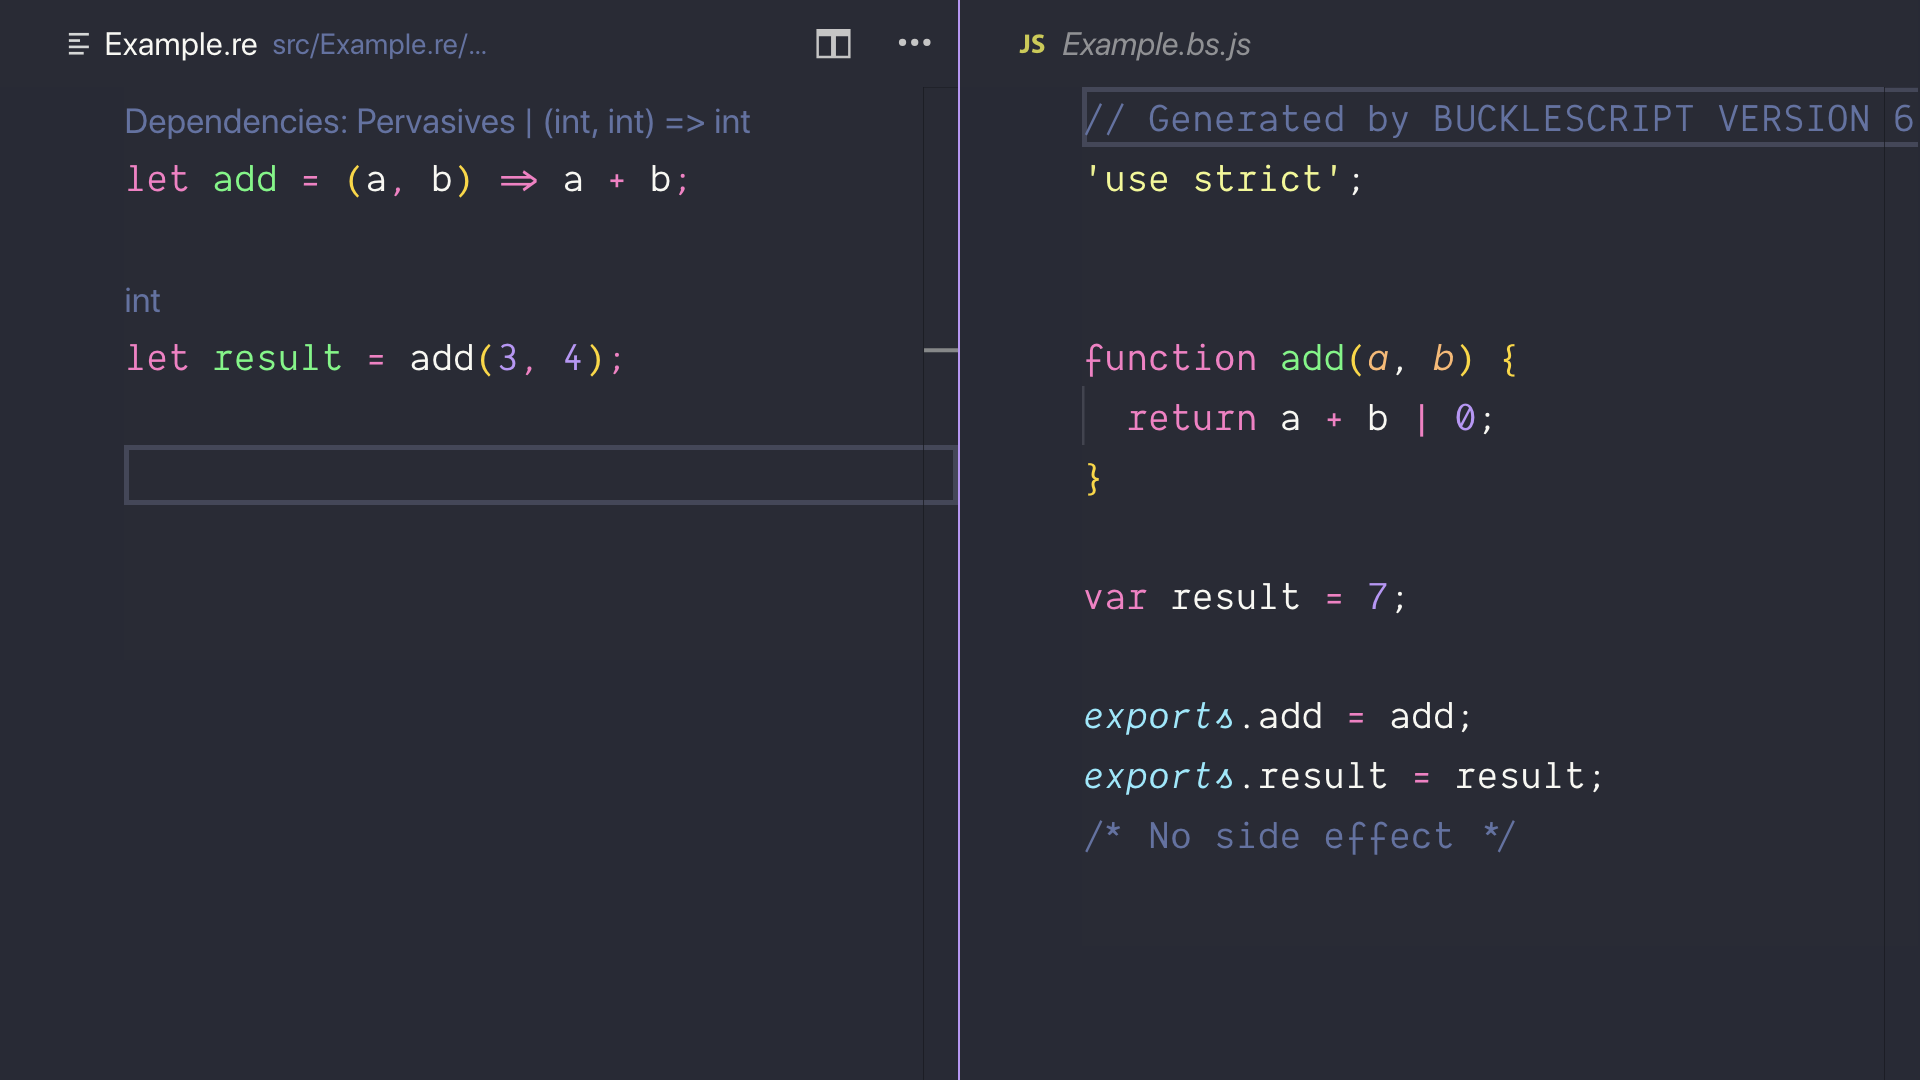 Example.re src/Example.re/...
Dependencies: Pervasives | (int, int) => int
let add = (a, b) => a + b;
int
let result = add(3, 4);
JS Example.bs.js
// Generated by BUCKLESCRIPT VERSION 6
'use strict';
function add(a, b) {
return a + b | 0;
}
var result = 7;
exports.add = add;
exports.result = result;
/* No side effect */